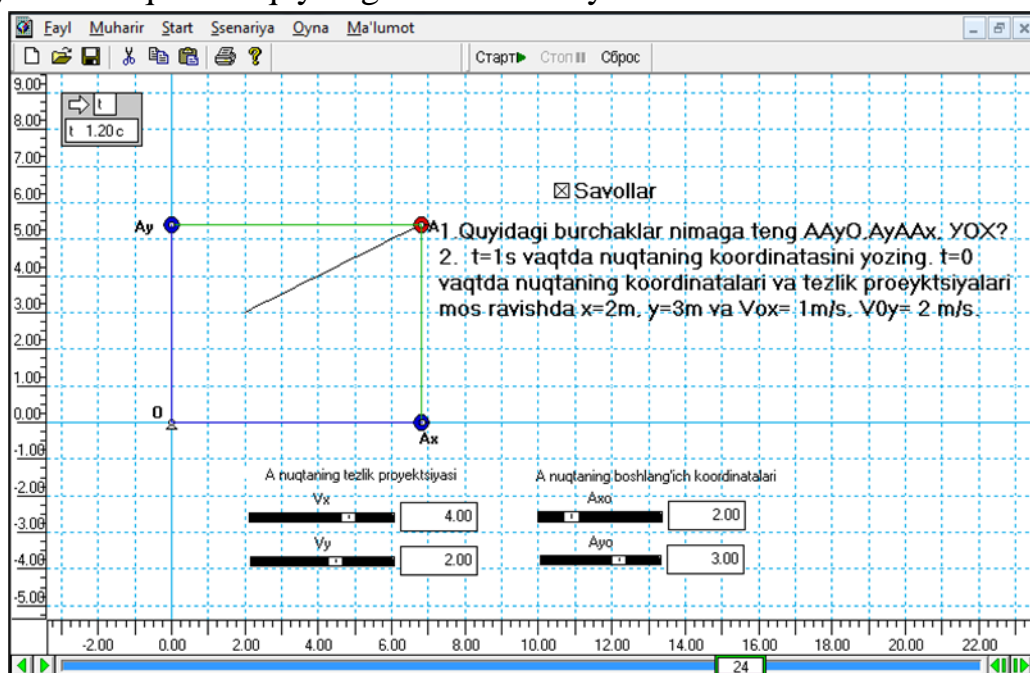 Fayl Muharir Start Ssenariya Oyna Ma'lumot
Старт Стоп Сброс
9.00
t
8.00
t 1.20 c
7.00
6.00
Savollar
Ay
A
5.00
1.Quyidagi burchaklar nimaga teng AAyO,AyAAx, YOX?
2. t=1s vaqtda nuqtaning koordinatasini yozing. t=0
4.00
vaqtda nuqtaning koordinatalari va tezlik proeyktsiyalari
3.00
mos ravishda x=2m, y=3m va Vox= 1m/s, V0y= 2 m/s.
2.00
1.00
0.00
0
Ax
-1.00
A nuqtaning tezlik proyektsiyasi
A nuqtaning boshlang'ich koordinatalari
-2.00
Vx
4.00
Axo
2.00
-3.00
Vy
2.00
Ayo
3.00
-4.00
-5.00
-2.00 0.00 2.00 4.00 6.00 8.00 10.00 12.00 14.00 16.00 18.00 20.00 22.00
24